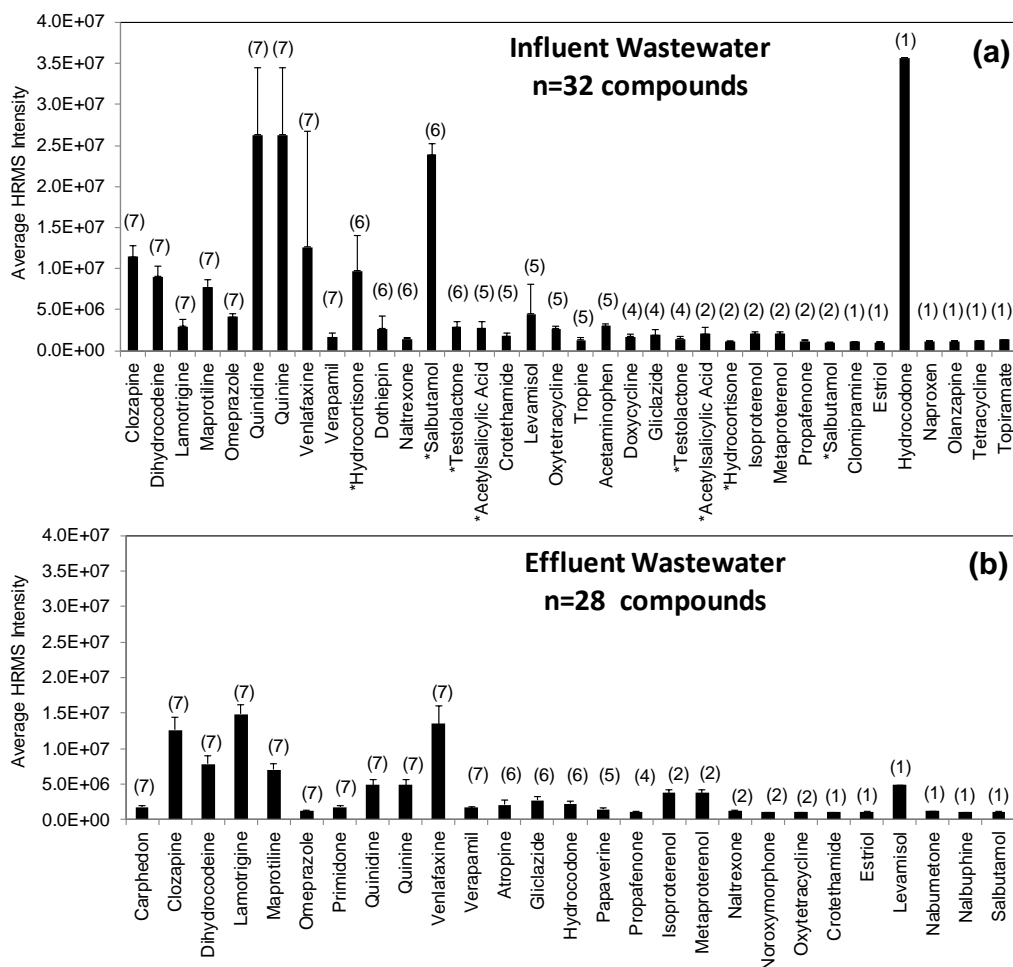 Influent Wastewater
n=32 compounds
(a)
Average HRMS Intensity
4.0E+07
3.5E+07
3.0E+07
2.5E+07
2.0E+07
1.5E+07
1.0E+07
5.0E+06
0.0E+00
(7) (7) (7) (7) (7) (7) (7) (7) (7) (6) (6) (6) (6) (6) (5) (5) (5) (5) (5) (5) (4) (4) (4) (2) (2) (2) (2) (2) (2) (1) (1) (1) (1) (1) (1) (1)
Clozapine
Dihydrocodeine
Lamotrigine
Maprotiline
Omeprazole
Quinidine
Quinine
Venlafaxine
Verapamil
*Hydrocortisone
Dothiepin
Naltrexone
*Salbutamol
*Testolactone
*Acetylsalicylic Acid
Crotethamide
Levamisol
Oxytetracycline
Tropine
Acetaminophen
Doxycycline
Gliclazide
*Testolactone
*Acetylsalicylic Acid
*Hydrocortisone
Isoproterenol
Metaproterenol
Propafenone
*Salbutamol
Clomipramine
Estriol
Hydrocodone
Naproxen
Olanzapine
Tetracycline
Topiramate
Effluent Wastewater
n=28 compounds
(b)
Average HRMS Intensity
4.0E+07
3.5E+07
3.0E+07
2.5E+07
2.0E+07
1.5E+07
1.0E+07
5.0E+06
0.0E+00
(7) (7) (7) (7) (7) (7) (7) (7) (7) (7) (7) (6) (6) (6) (5) (4) (2) (2) (2) (2) (2) (1) (1) (1) (1) (1) (1)
Carphedon
Clozapine
Dihydrocodeine
Lamotrigine
Maprotiline
Omeprazole
Primidone
Quinidine
Quinine
Venlafaxine
Verapamil
Atropine
Gliclazide
Hydrocodone
Papaverine
Propafenone
Isoproterenol
Metaproterenol
Naltrexone
Noroxymorphone
Oxytetracycline
Crotethamide
Estriol
Levamisol
Nabumetone
Nalbuphine
Salbutamol